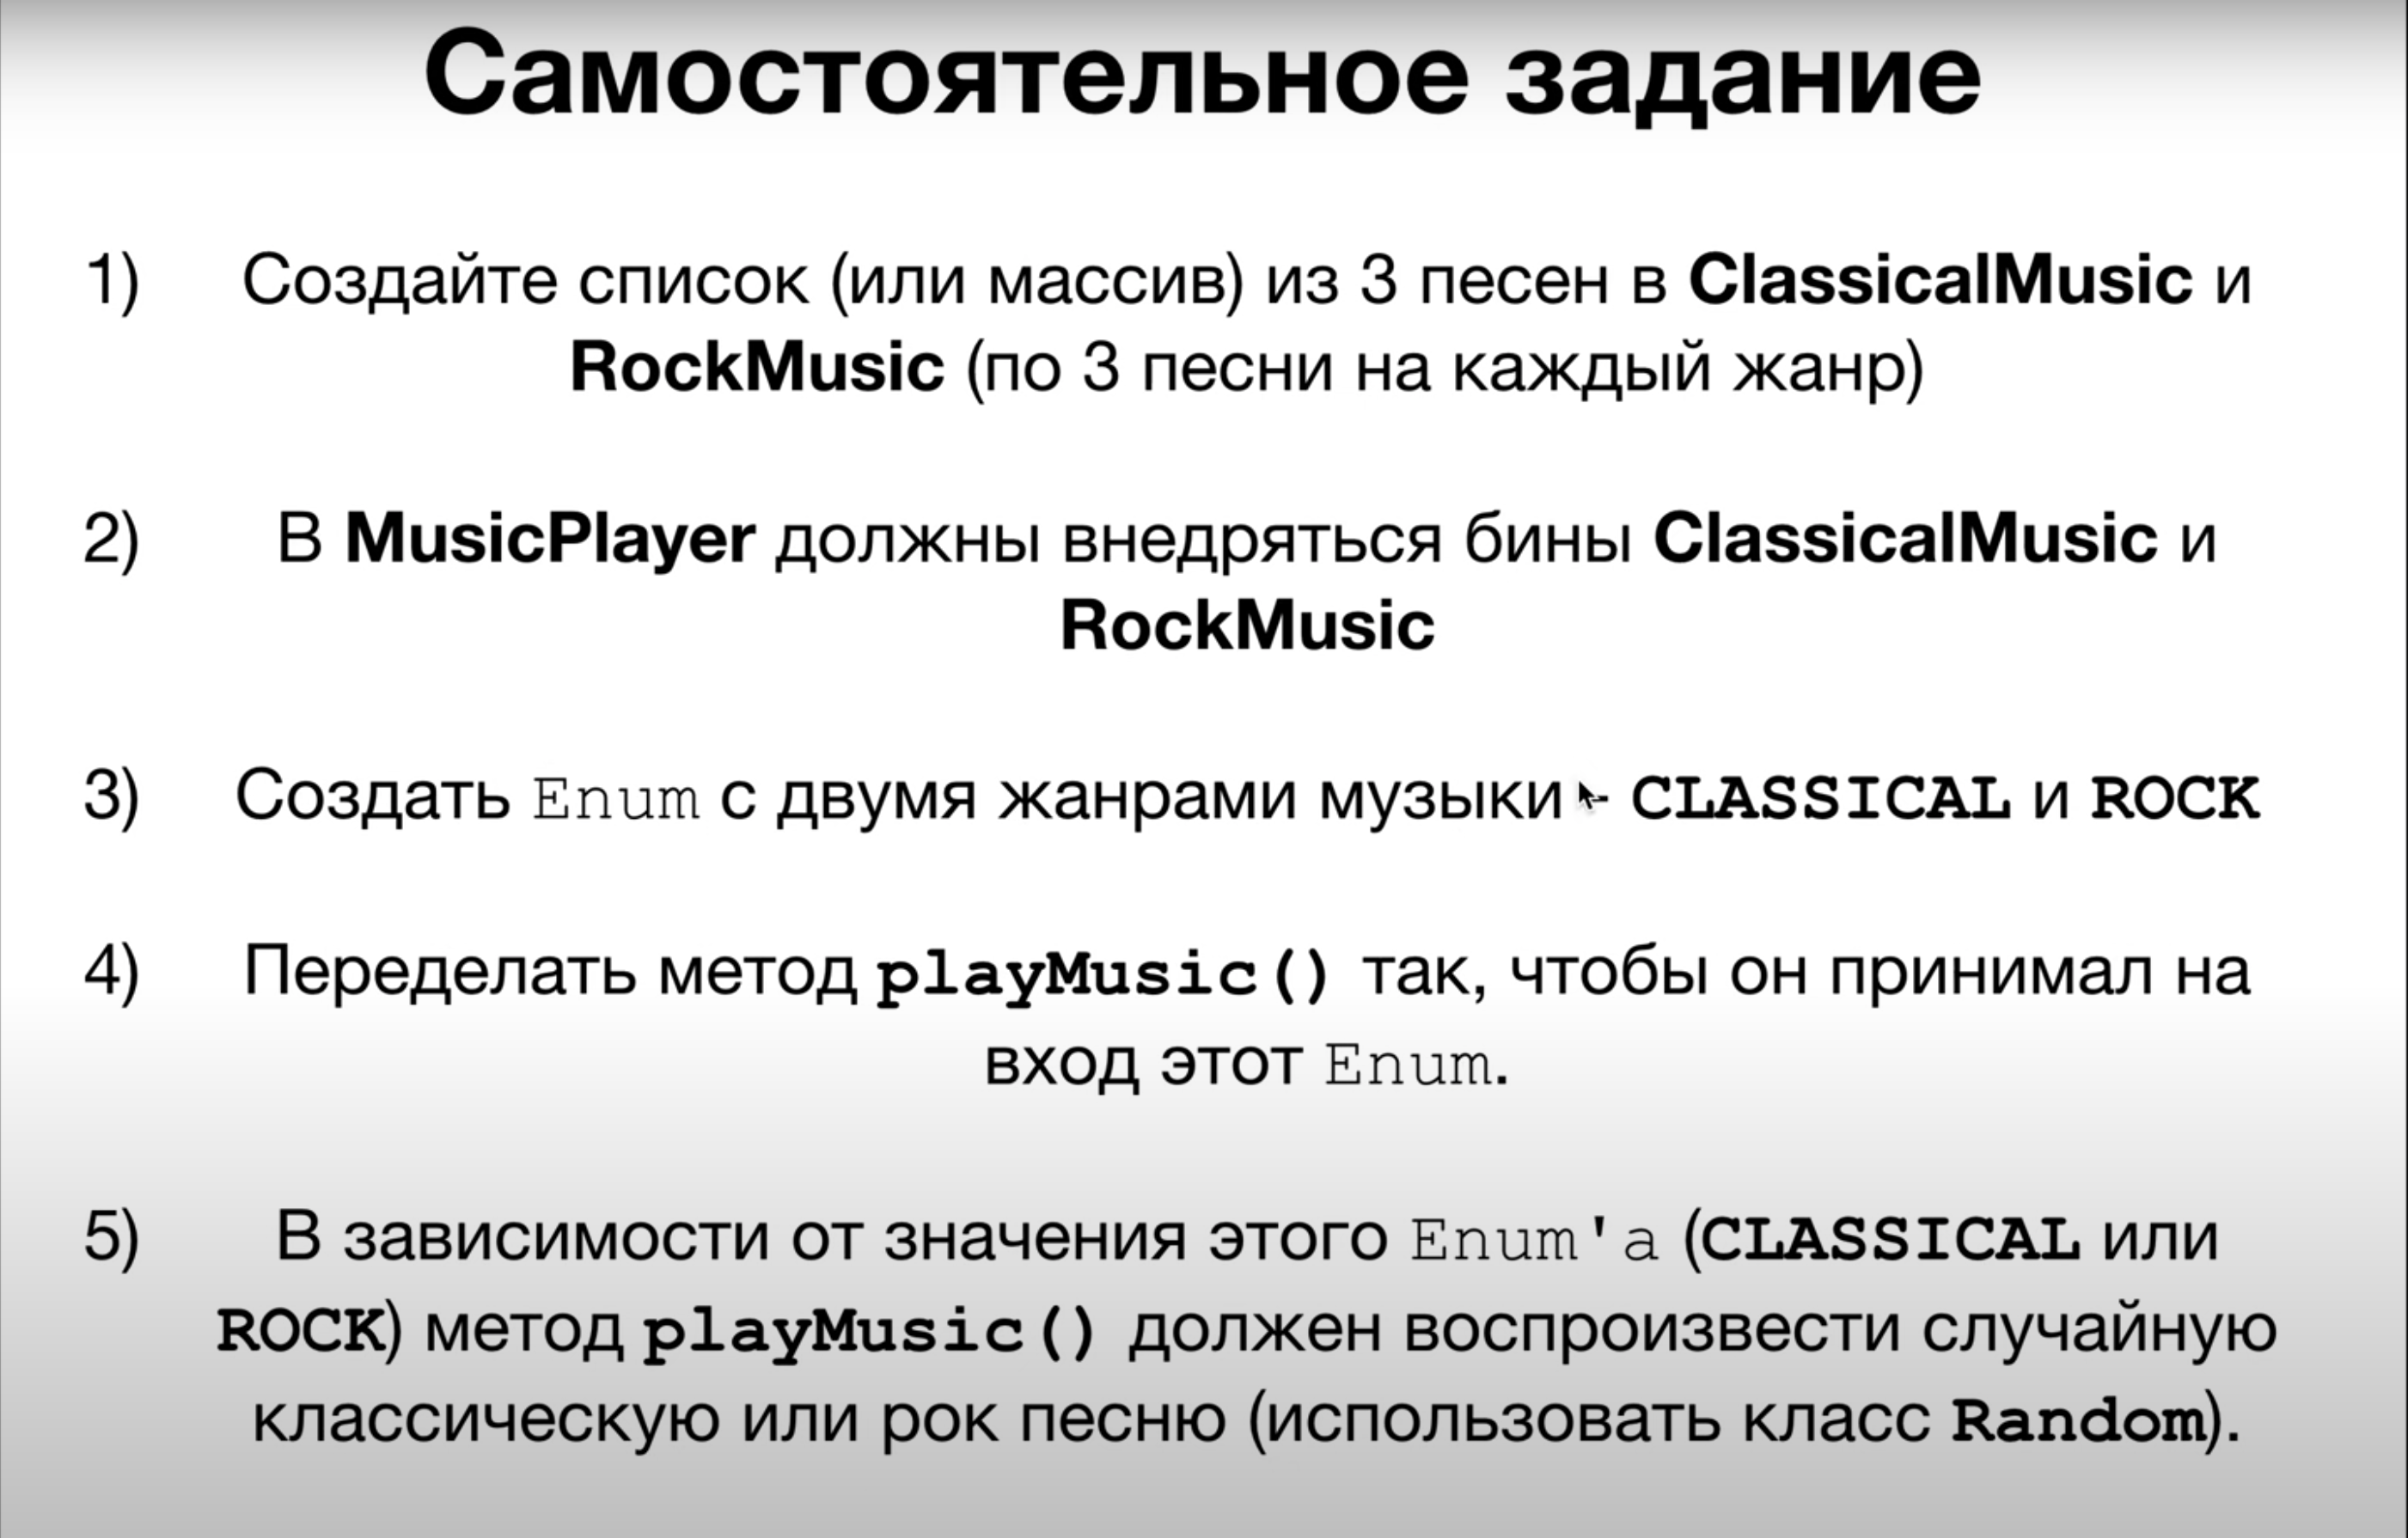 Самостоятельное задание
1) Создайте список (или массив) из 3 песен в ClassicalMusic и
RockMusic (по 3 песни на каждый жанр)
2) В MusicPlayer должны внедряться бины ClassicalMusic и
RockMusic
3) Создать Enum с двумя жанрами музыки - CLASSICAL и ROCK
4) Переделать метод playMusic() так, чтобы он принимал на
вход этот Enum.
5) В зависимости от значения этого Enum'а (CLASSICAL или
ROCK) метод playMusic() должен воспроизвести случайную
классическую или рок песню (использовать класс Random).